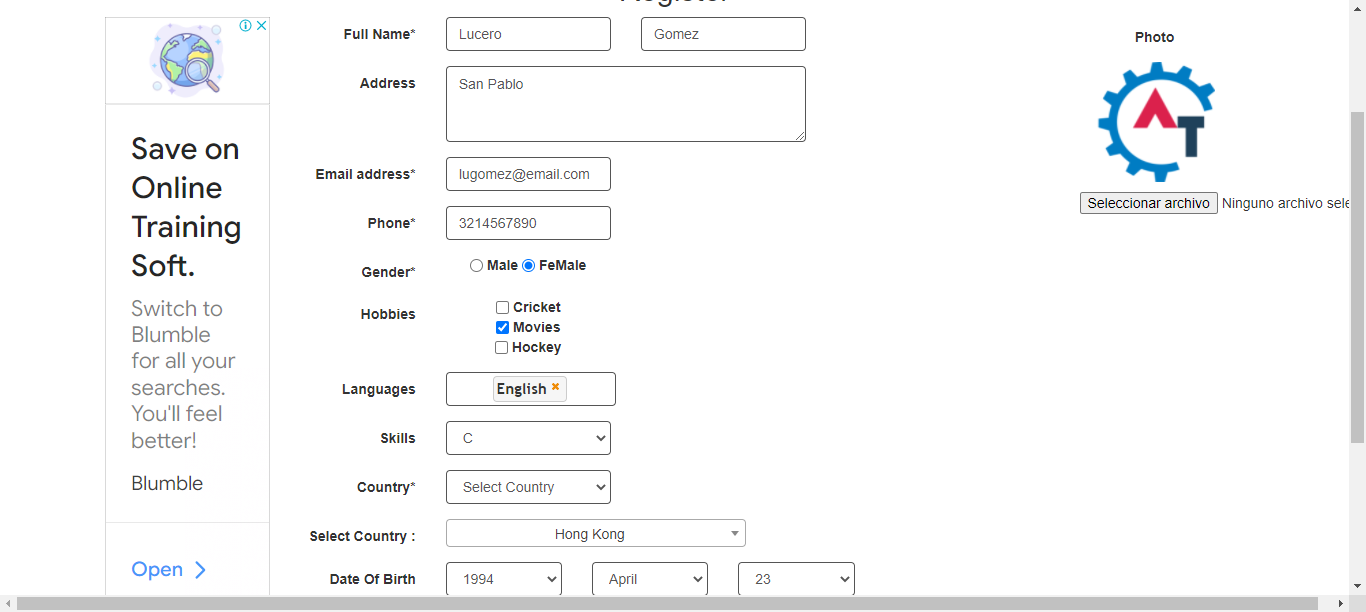 Register
Full Name*
Lucero
Gomez
Address
San Pablo
Email address*
lugomez@email.com
Phone*
3214567890
Gender*
Male
FeMale
Hobbies
Cricket
Movies
Hockey
Languages
English
Skills
C
Country*
Select Country
Select Country :
Hong Kong
Date Of Birth
1994
April
23
Photo
AT
Seleccionar archivo
Ninguno archivo sele
Save on
Online
Training
Soft.
Switch to
Blumble
for all your
searches.
You'll feel
better!
Blumble
Open